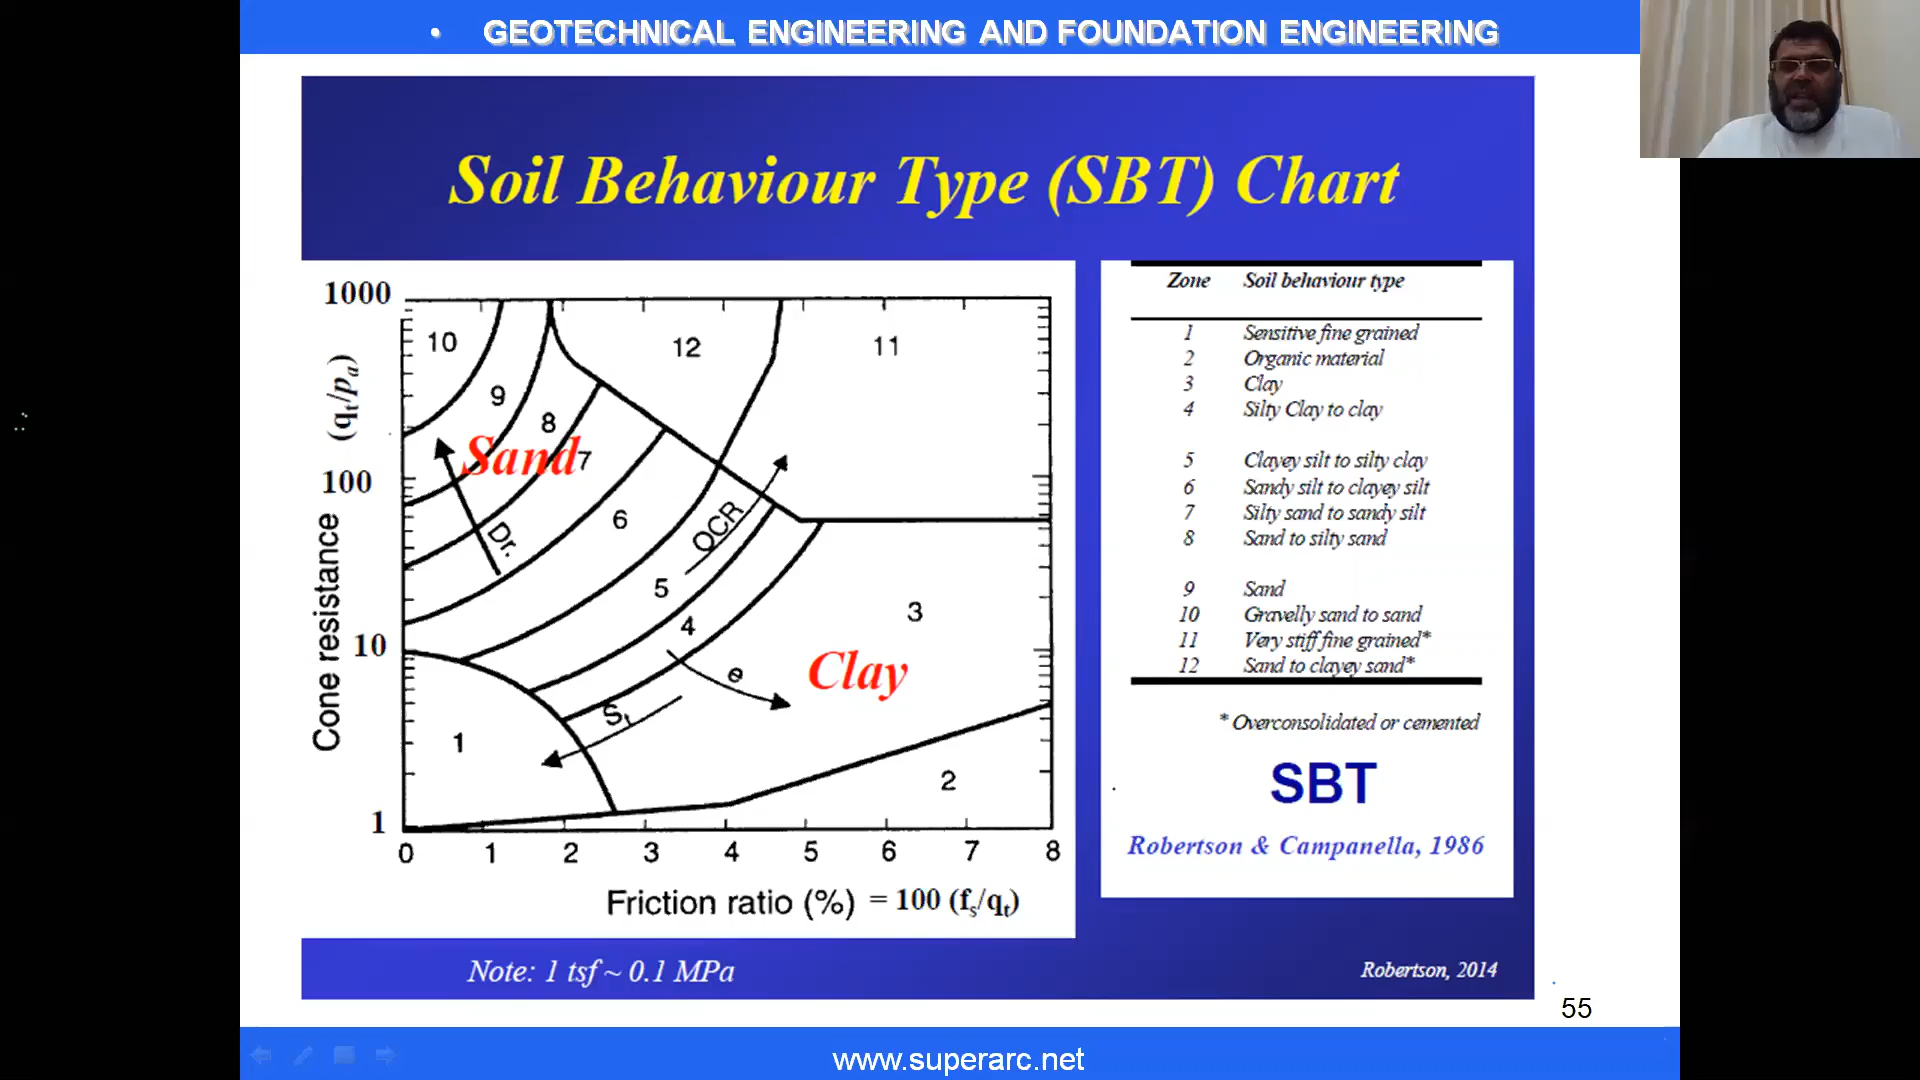 • GEOTECHNICAL ENGINEERING AND FOUNDATION ENGINEERING
Soil Behaviour Type (SBT) Chart
1000
100
10
1
Cone resistance (qt/pa)
10
9
8
7
12
11
6
5
4
3
1
2
Sand
Clay
Dr.
OCR
e
St
0 1 2 3 4 5 6 7 8
Friction ratio (%) = 100 (fs/qt)
Zone Soil behaviour type
1 Sensitive fine grained
2 Organic material
3 Clay
4 Silty Clay to clay
5 Clayey silt to silty clay
6 Sandy silt to clayey silt
7 Silty sand to sandy silt
8 Sand to silty sand
9 Sand
10 Gravelly sand to sand
11 Very stiff fine grained*
12 Sand to clayey sand*
* Overconsolidated or cemented
SBT
Robertson & Campanella, 1986
Note: 1 tsf ~ 0.1 MPa
Robertson, 2014
55
www.superarc.net